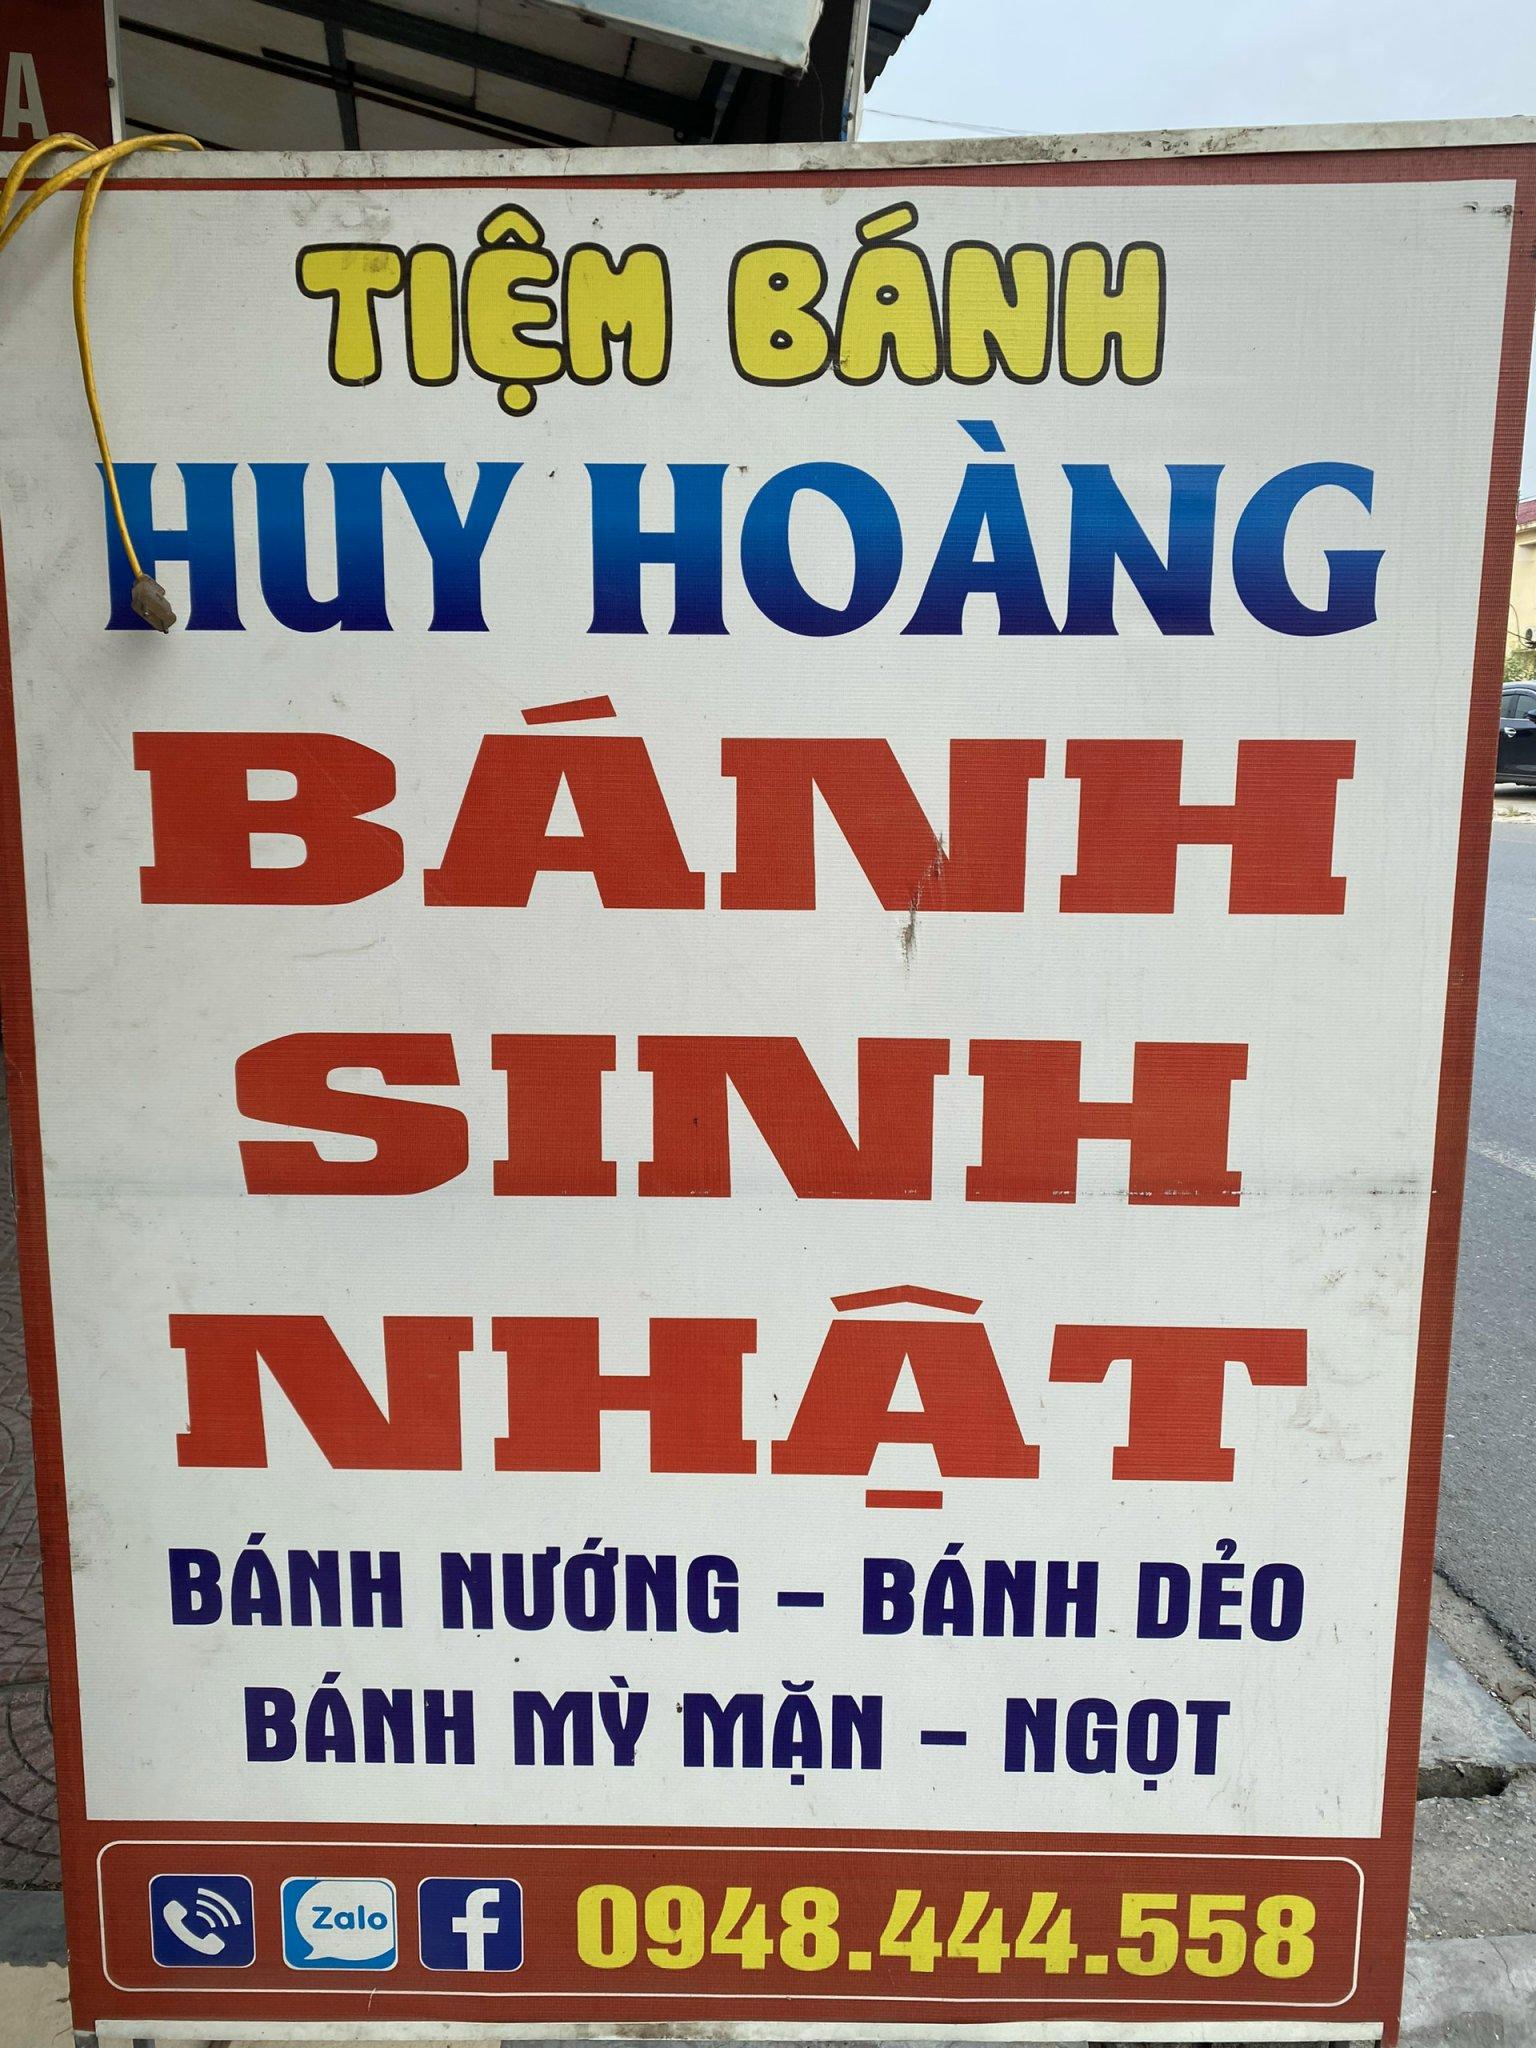 A
TIỆM BÁNH
HUY HOÀNG
BÁNH
SINH
NHẬT
BÁNH NƯỚNG – BÁNH DẺO
BÁNH MỲ MẶN – NGỌT
Zalo 0948.444.558